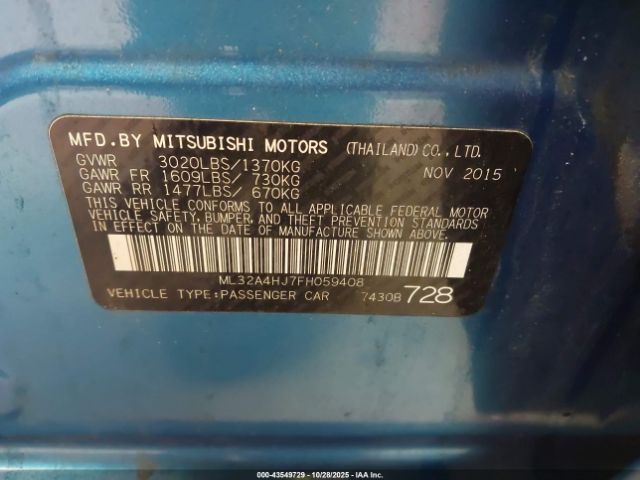 MFD.BY MITSUBISHI MOTORS (THAILAND)CO.,LTD.
GVWR 3020LBS/1370KG NOV 2015
GAWR FR 1609LBS/ 730KG
GAWR RR 1477LBS/ 670KG
THIS VEHICLE CONFORMS TO ALL APPLICABLE FEDERAL MOTOR
VEHICLE SAFETY, BUMPER, AND THEFT PREVENTION STANDARDS
IN EFFECT ON THE DATE OF MANUFACTURE SHOWN ABOVE.
ML32A4HJ7FH059408
VEHICLE TYPE:PASSENGER CAR 7430B 728
000-43549729 - 10/28/2025 - IAA Inc.